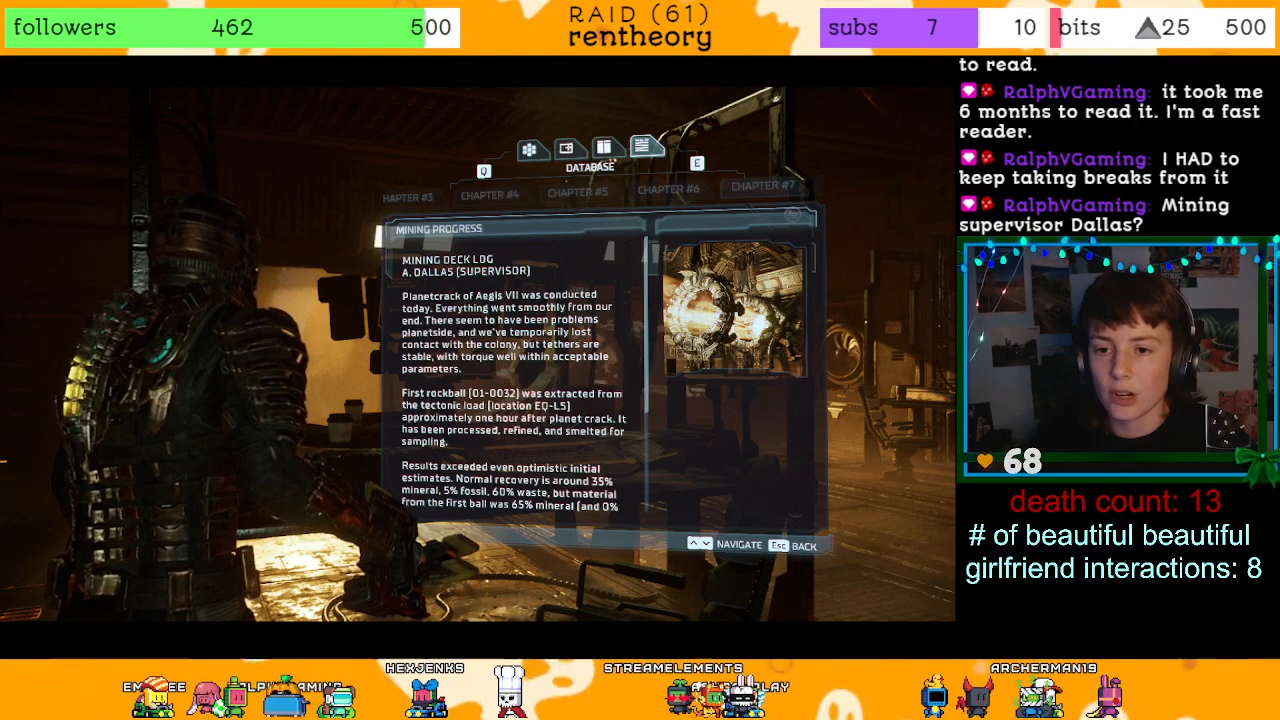 followers 462 500
RAID (61)
rentheory
subs 7 10
bits 25 500
to read.
RalphVGaming: it took me
6 months to read it. I'm a fast
reader.
RalphVGaming: I HAD to
keep taking breaks from it
RalphVGaming: Mining
supervisor Dallas?
DATABASE
Q
E
HAPTER #3
CHAPTER #4
CHAPTER #5
CHAPTER #6
CHAPTER #7
MINING PROGRESS
MINING DECK LOG
A. DALLAS (SUPERVISOR)
Planetcrack of Aegis VII was conducted
today. Everything went smoothly from our
end. There seem to have been problems
planetside, and we've temporarily lost
contact with the colony, but tethers are
stable, with torque well within acceptable
parameters.
First rockball (01-0032) was extracted from
the tectonic load (location EQ-L5)
approximately one hour after planet crack. It
has been processed, refined, and smelted for
sampling.
Results exceeded even optimistic initial
estimates. Normal recovery is around 35%
mineral, 5% fossil, 60% waste, but material
from the first ball was 65% mineral (and 0%
NAVIGATE Esc BACK
68
death count: 13
# of beautiful beautiful
girlfriend interactions: 8
HEXJENKS
STREAMELEMENTS
ARCHERMAN19